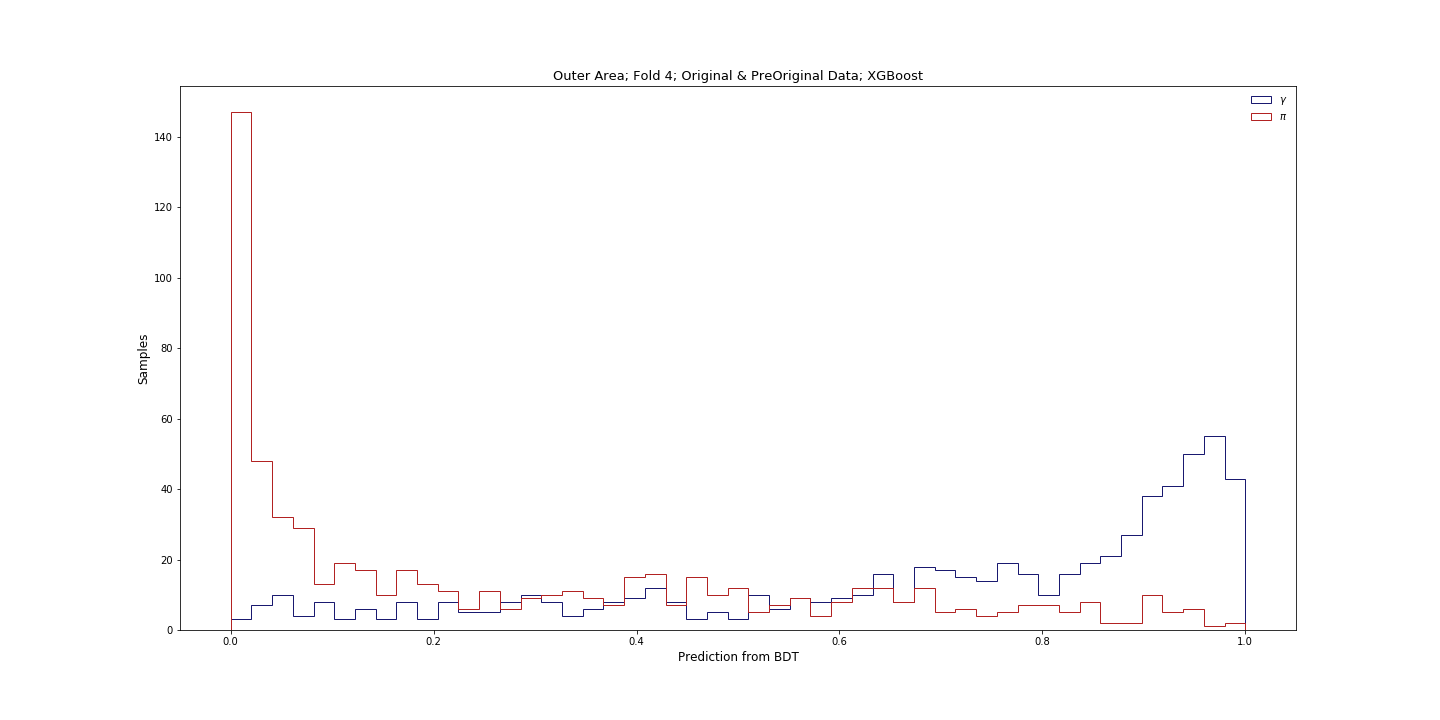 Outer Area; Fold 4; Original & PreOriginal Data; XGBoost
γ
π
140
120
100
80
60
40
20
0
Samples
0.0 0.2 0.4 0.6 0.8 1.0
Prediction from BDT